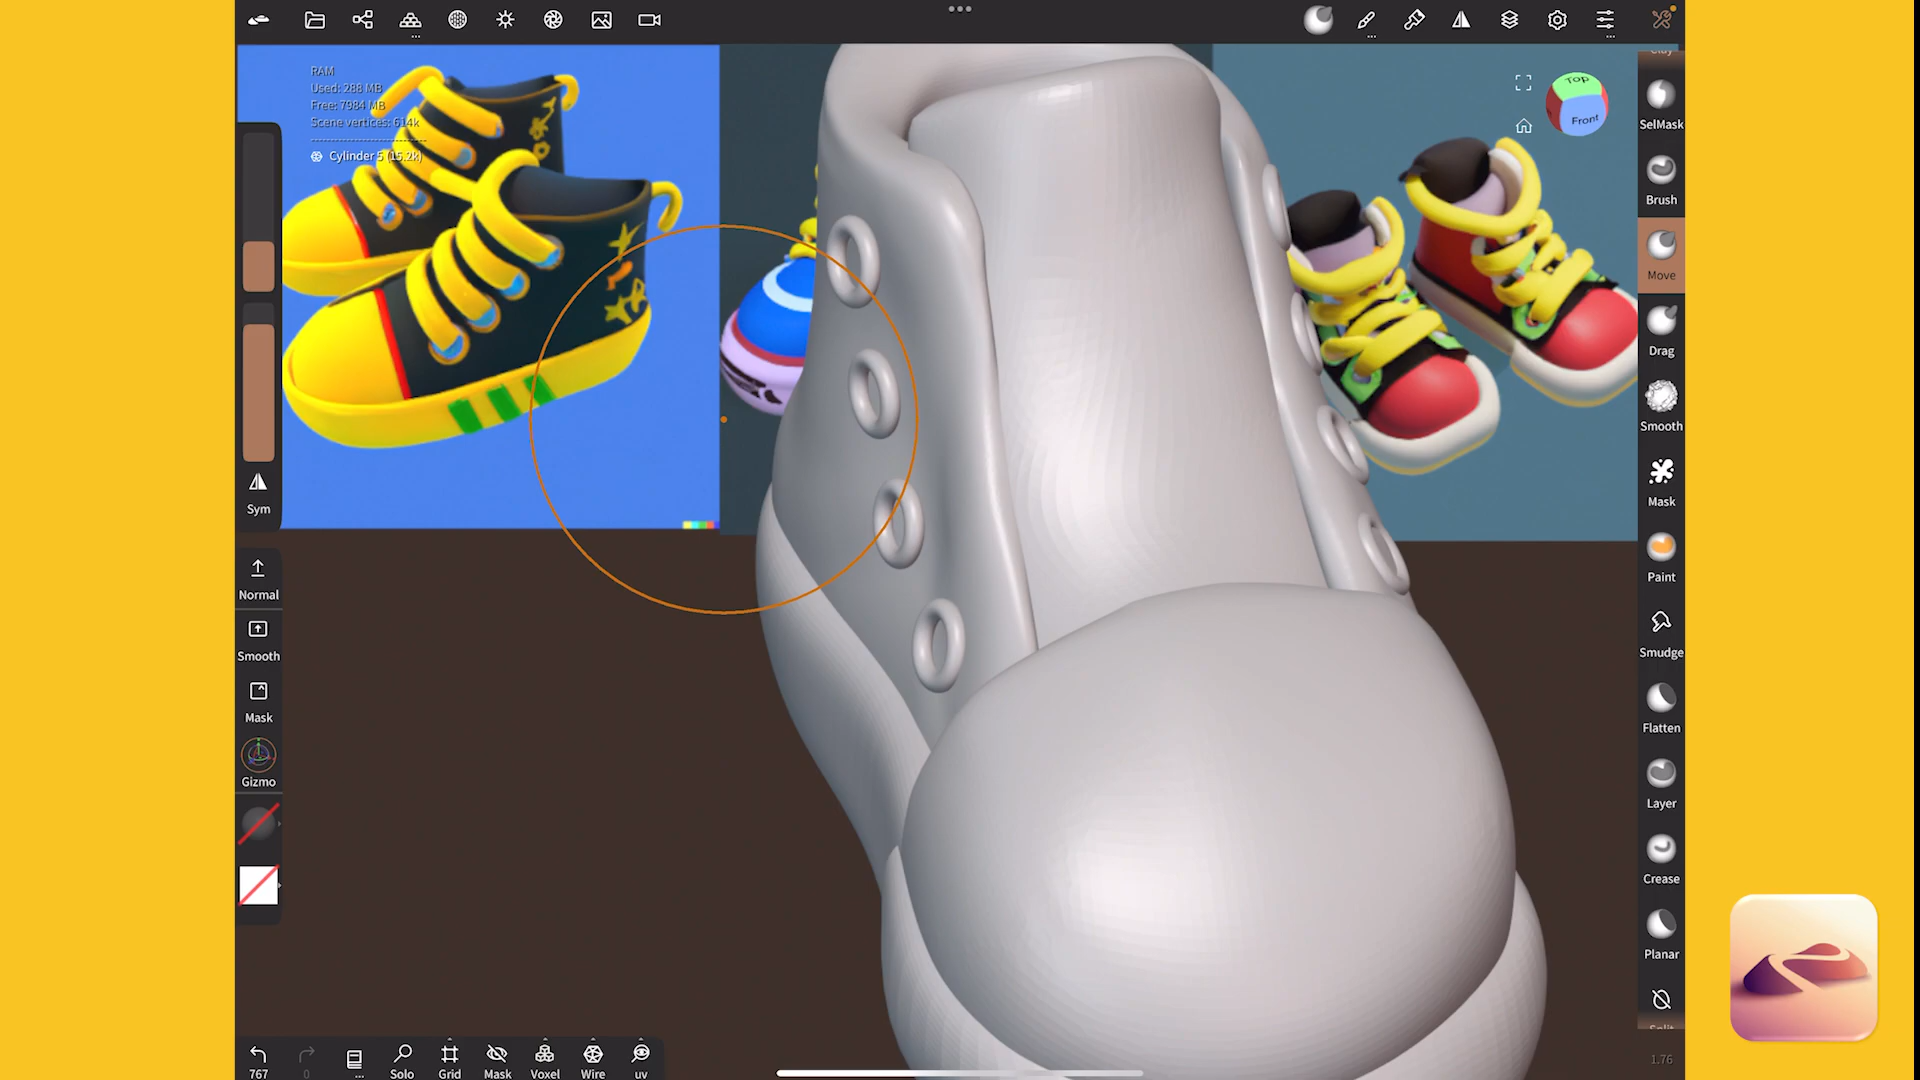 RAM
Used: 288 MB
Free: 7984 MB
Scene vertices: 614k
Cylinder 5 (15.2k)
Top
Front
Clay
SelMask
Brush
Move
Drag
Smooth
Mask
Paint
Smudge
Flatten
Layer
Crease
Planar
Split
1.76
Sym
Normal
Smooth
Mask
Gizmo
767
0
Solo
Grid
Mask
Voxel
Wire
uv